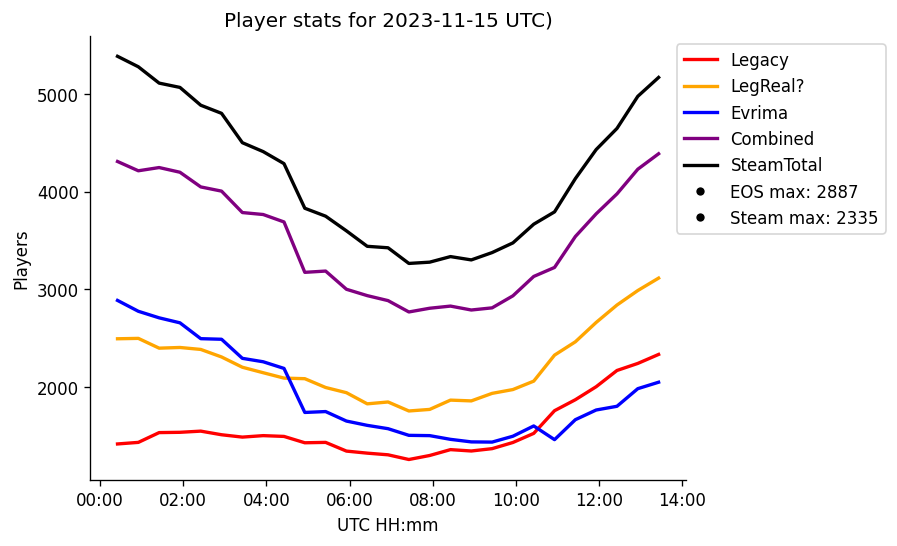 Player stats for 2023-11-15 UTC)
Legacy
LegReal?
Evrima
Combined
SteamTotal
EOS max: 2887
Steam max: 2335
Players
5000
4000
3000
2000
00:00 02:00 04:00 06:00 08:00 10:00 12:00 14:00
UTC HH:mm